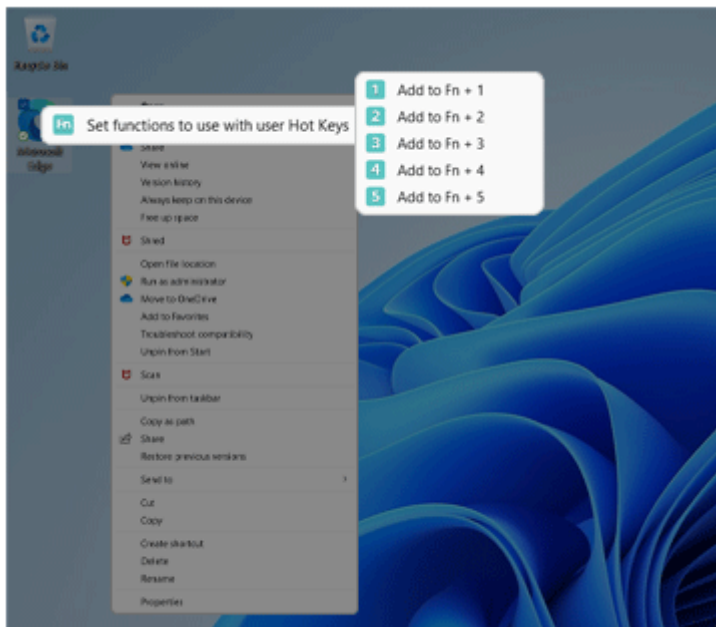 Recycle Bin
Microsoft
Edge
Fn Set functions to use with user Hot Keys
1 Add to Fn + 1
2 Add to Fn + 2
3 Add to Fn + 3
4 Add to Fn + 4
5 Add to Fn + 5
Share
View online
Version history
Always keep on this device
Free up space
Shred
Open file location
Run as administrator
Move to OneDrive
Add to Favorites
Troubleshoot compatibility
Unpin from Start
Scan
Unpin from taskbar
Copy as path
Share
Restore previous versions
Send to
Cut
Copy
Create shortcut
Delete
Rename
Properties